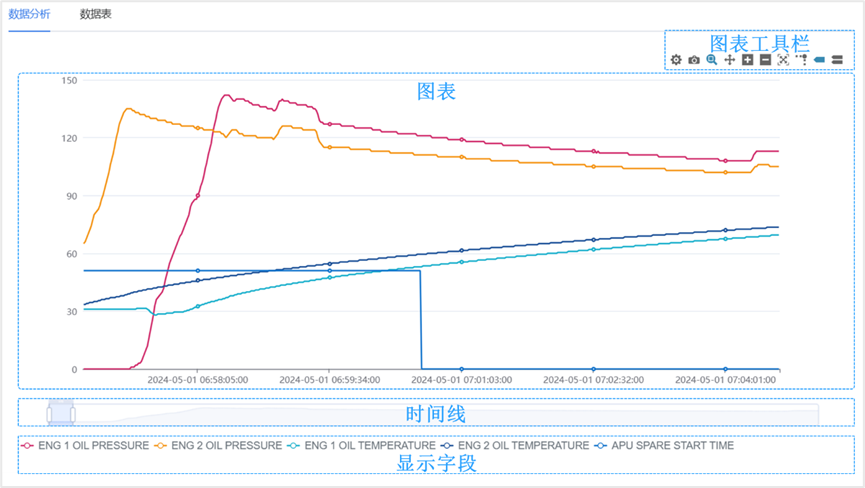 数据分析 数据表
图表工具栏
图表
150
120
90
60
30
0
2024-05-01 06:58:05:00 2024-05-01 06:59:34:00 2024-05-01 07:01:03:00 2024-05-01 07:02:32:00 2024-05-01 07:04:01:00
时间线
ENG 1 OIL PRESSURE ENG 2 OIL PRESSURE ENG 1 OIL TEMPERATURE ENG 2 OIL TEMPERATURE APU SPARE START TIME
显示字段